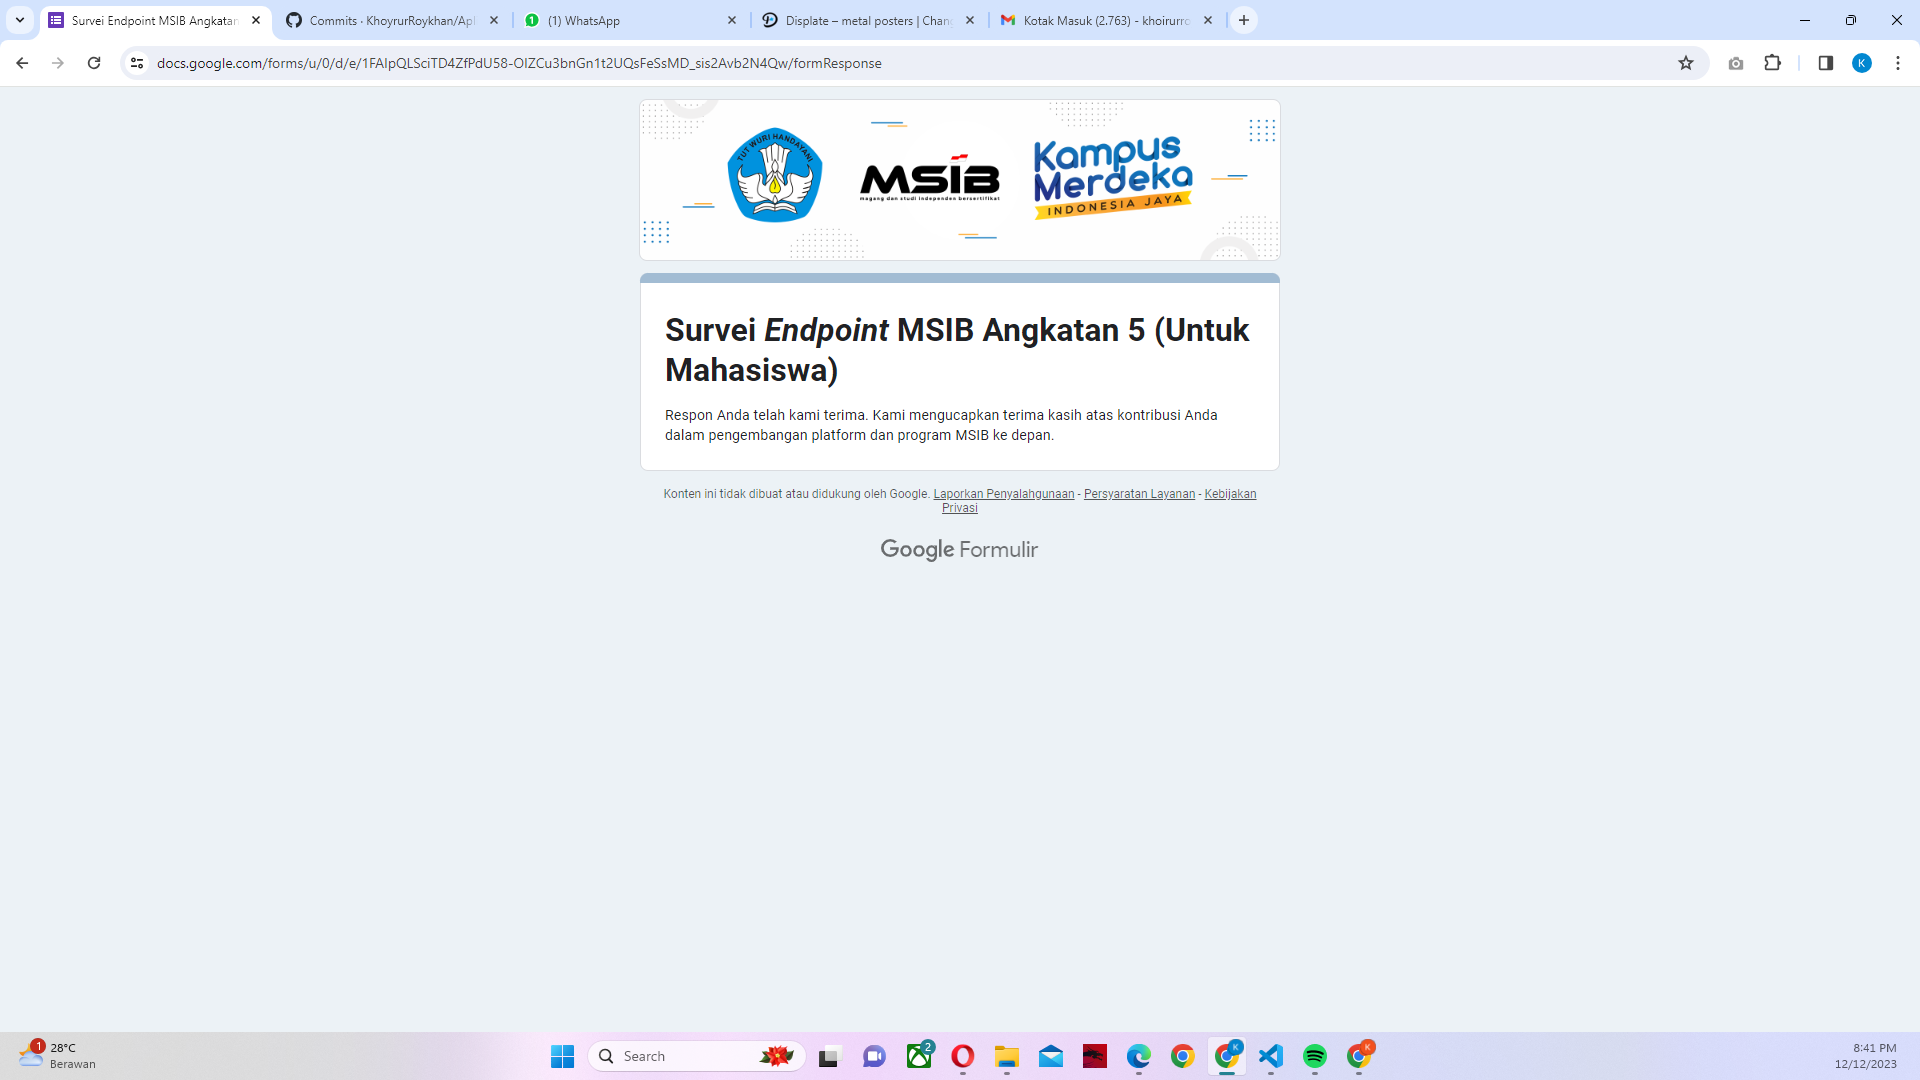 Survei Endpoint MSIB Angkatan
Commits · KhoyrurRoykhan/Apl
(1) WhatsApp
Displate – metal posters | Chan
Kotak Masuk (2.763) - khoirurro
docs.google.com/forms/u/0/d/e/1FAIpQLSciTD4ZfPdU58-OIZCu3bnGn1t2UQsFeSsMD_sis2Avb2N4Qw/formResponse
K
TUT WURI HANDAYANI
MSIB
magang dan studi independen bersertifikat
Kampus
Merdeka
INDONESIA JAYA
Survei Endpoint MSIB Angkatan 5 (Untuk
Mahasiswa)
Respon Anda telah kami terima. Kami mengucapkan terima kasih atas kontribusi Anda
dalam pengembangan platform dan program MSIB ke depan.
Konten ini tidak dibuat atau didukung oleh Google. Laporkan Penyalahgunaan - Persyaratan Layanan - Kebijakan
Privasi
Google Formulir
1
28°C
Berawan
Search
2
K
K
8:41 PM
12/12/2023